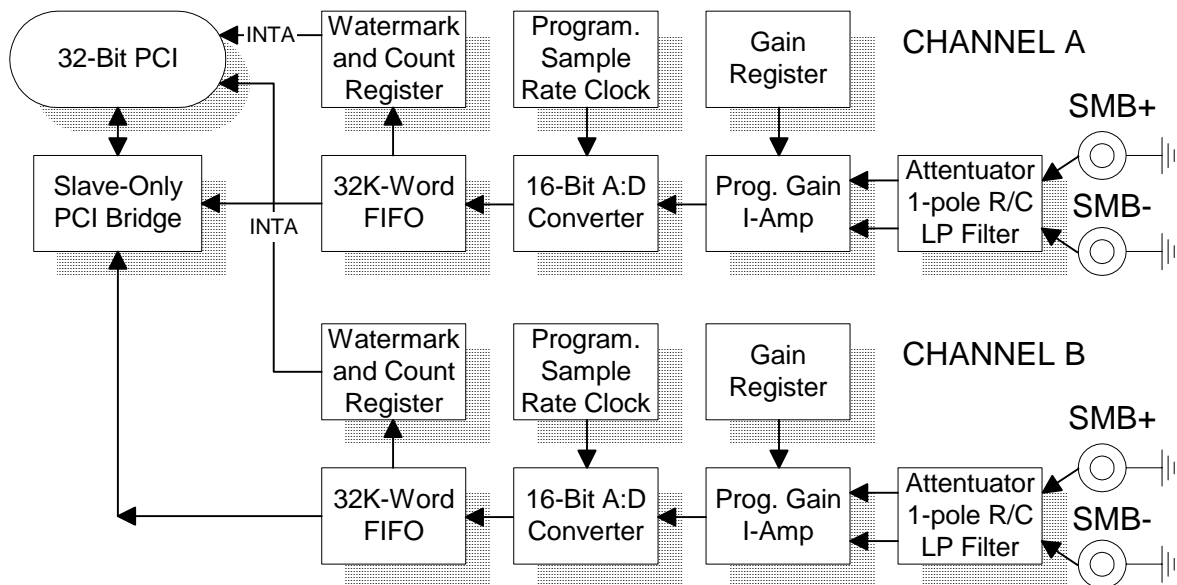 32-Bit PCI
INTA
Watermark
and Count
Register
Program.
Sample
Rate Clock
Gain
Register
CHANNEL A
SMB+
Slave-Only
PCI Bridge
INTA
32K-Word
FIFO
16-Bit A:D
Converter
Prog. Gain
I-Amp
Attentuator
1-pole R/C
LP Filter
SMB-
Watermark
and Count
Register
Program.
Sample
Rate Clock
Gain
Register
CHANNEL B
SMB+
32K-Word
FIFO
16-Bit A:D
Converter
Prog. Gain
I-Amp
Attentuator
1-pole R/C
LP Filter
SMB-